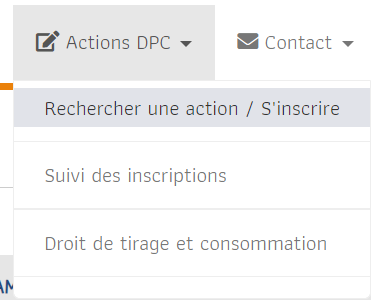 Actions DPC Contact
Rechercher une action / S'inscrire
Suivi des inscriptions
Droit de tirage et consommation